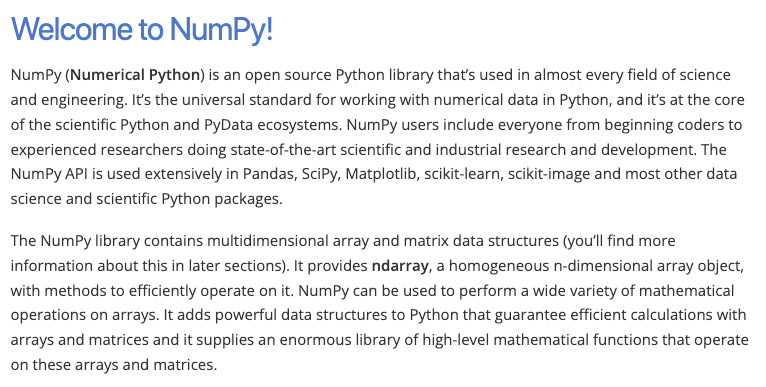 Welcome to NumPy!
NumPy (Numerical Python) is an open source Python library that’s used in almost every field of science
and engineering. It’s the universal standard for working with numerical data in Python, and it’s at the core
of the scientific Python and PyData ecosystems. NumPy users include everyone from beginning coders to
experienced researchers doing state-of-the-art scientific and industrial research and development. The
NumPy API is used extensively in Pandas, SciPy, Matplotlib, scikit-learn, scikit-image and most other data
science and scientific Python packages.
The NumPy library contains multidimensional array and matrix data structures (you’ll find more
information about this in later sections). It provides ndarray, a homogeneous n-dimensional array object,
with methods to efficiently operate on it. NumPy can be used to perform a wide variety of mathematical
operations on arrays. It adds powerful data structures to Python that guarantee efficient calculations with
arrays and matrices and it supplies an enormous library of high-level mathematical functions that operate
on these arrays and matrices.